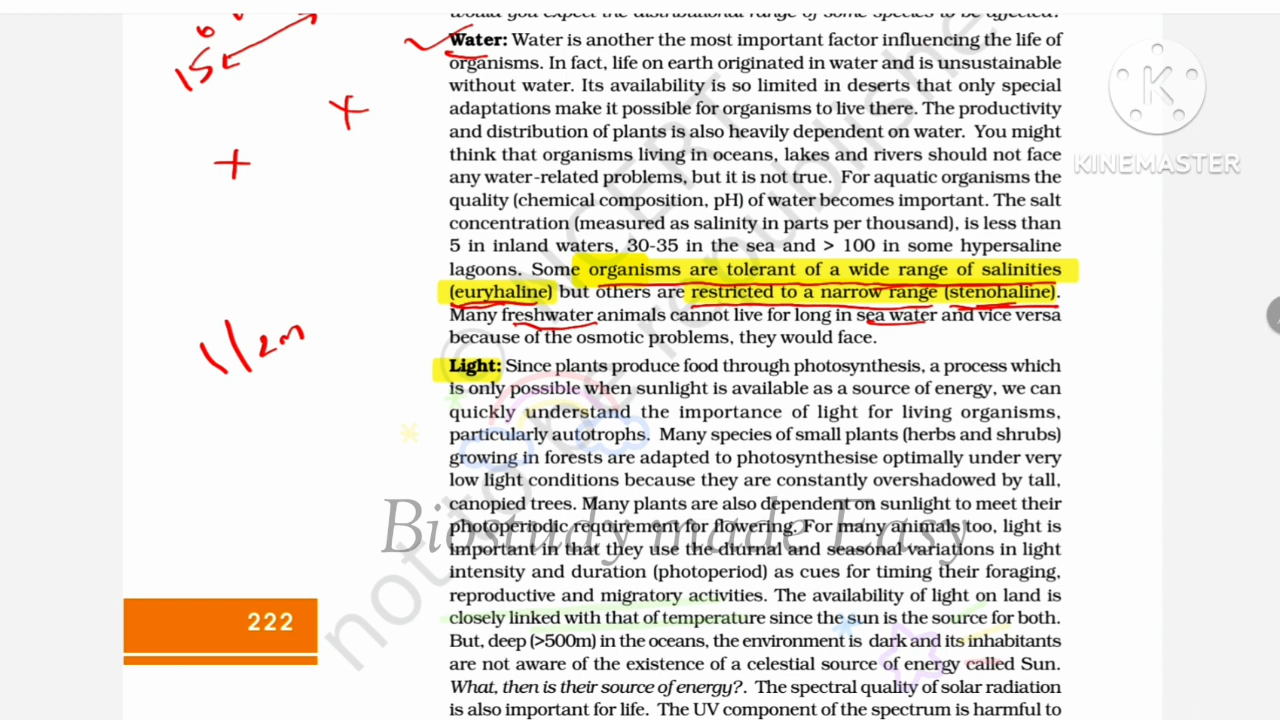 would you expect the distributional range of some species to be affected?
Water: Water is another the most important factor influencing the life of
organisms. In fact, life on earth originated in water and is unsustainable
without water. Its availability is so limited in deserts that only special
adaptations make it possible for organisms to live there. The productivity
and distribution of plants is also heavily dependent on water. You might
think that organisms living in oceans, lakes and rivers should not face
any water-related problems, but it is not true. For aquatic organisms the
quality (chemical composition, pH) of water becomes important. The salt
concentration (measured as salinity in parts per thousand), is less than
5 in inland waters, 30-35 in the sea and > 100 in some hypersaline
lagoons. Some organisms are tolerant of a wide range of salinities
(euryhaline) but others are restricted to a narrow range (stenohaline).
Many freshwater animals cannot live for long in sea water and vice versa
because of the osmotic problems, they would face.
Light: Since plants produce food through photosynthesis, a process which
is only possible when sunlight is available as a source of energy, we can
quickly understand the importance of light for living organisms,
particularly autotrophs. Many species of small plants (herbs and shrubs)
growing in forests are adapted to photosynthesise optimally under very
low light conditions because they are constantly overshadowed by tall,
canopied trees. Many plants are also dependent on sunlight to meet their
photoperiodic requirement for flowering. For many animals too, light is
important in that they use the diurnal and seasonal variations in light
intensity and duration (photoperiod) as cues for timing their foraging,
reproductive and migratory activities. The availability of light on land is
closely linked with that of temperature since the sun is the source for both.
But, deep (>500m) in the oceans, the environment is dark and its inhabitants
are not aware of the existence of a celestial source of energy called Sun.
What, then is their source of energy?. The spectral quality of solar radiation
is also important for life. The UV component of the spectrum is harmful to
222
K
KINEMASTER
Biostudy made Easy
© NCERT
not to be republished